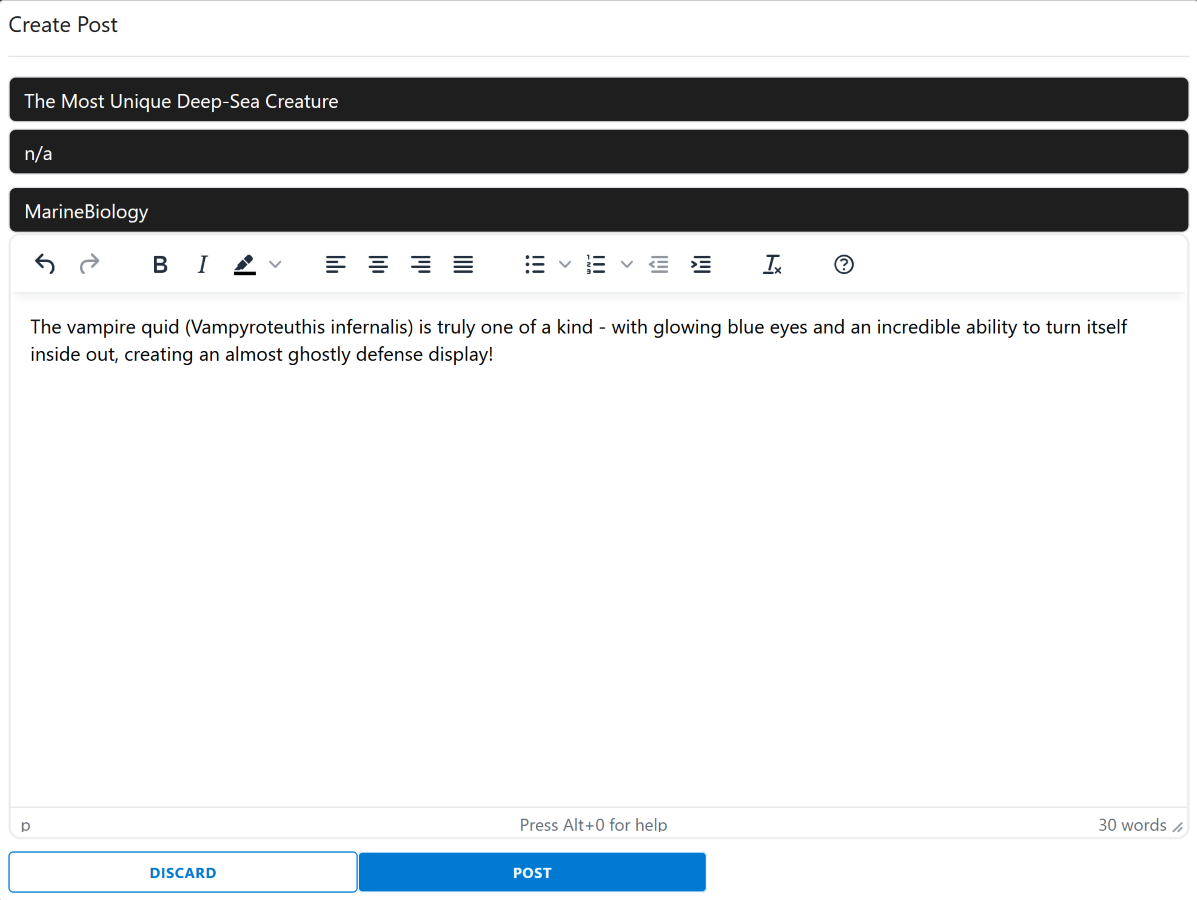 Create Post
The Most Unique Deep-Sea Creature
n/a
MarineBiology
The vampire quid (Vampyroteuthis infernalis) is truly one of a kind - with glowing blue eyes and an incredible ability to turn itself
inside out, creating an almost ghostly defense display!
p Press Alt+0 for help 30 words
DISCARD POST